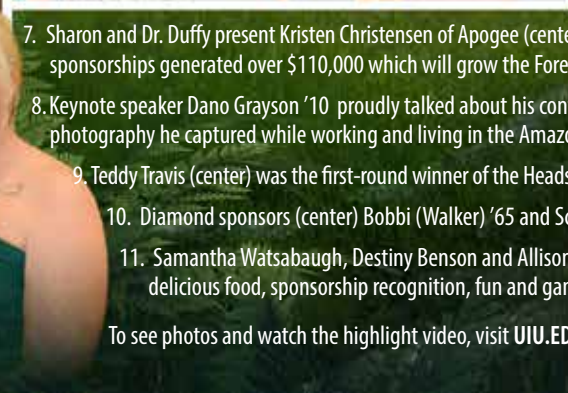 7. Sharon and Dr. Duffy present Kristen Christensen of Apogee
sponsorships generated over $110,000 which will grow the
8. Keynote speaker Dano Grayson ’10 proudly talked about his
photography he captured while working and living in the
9. Teddy Travis (center) was the first-round winner of the
10. Diamond sponsors (center) Bobbi (Walker) ’65 and
11. Samantha Watsabaugh, Destiny Benson and
delicious food, sponsorship recognition, fun and
To see photos and watch the highlight video, visit